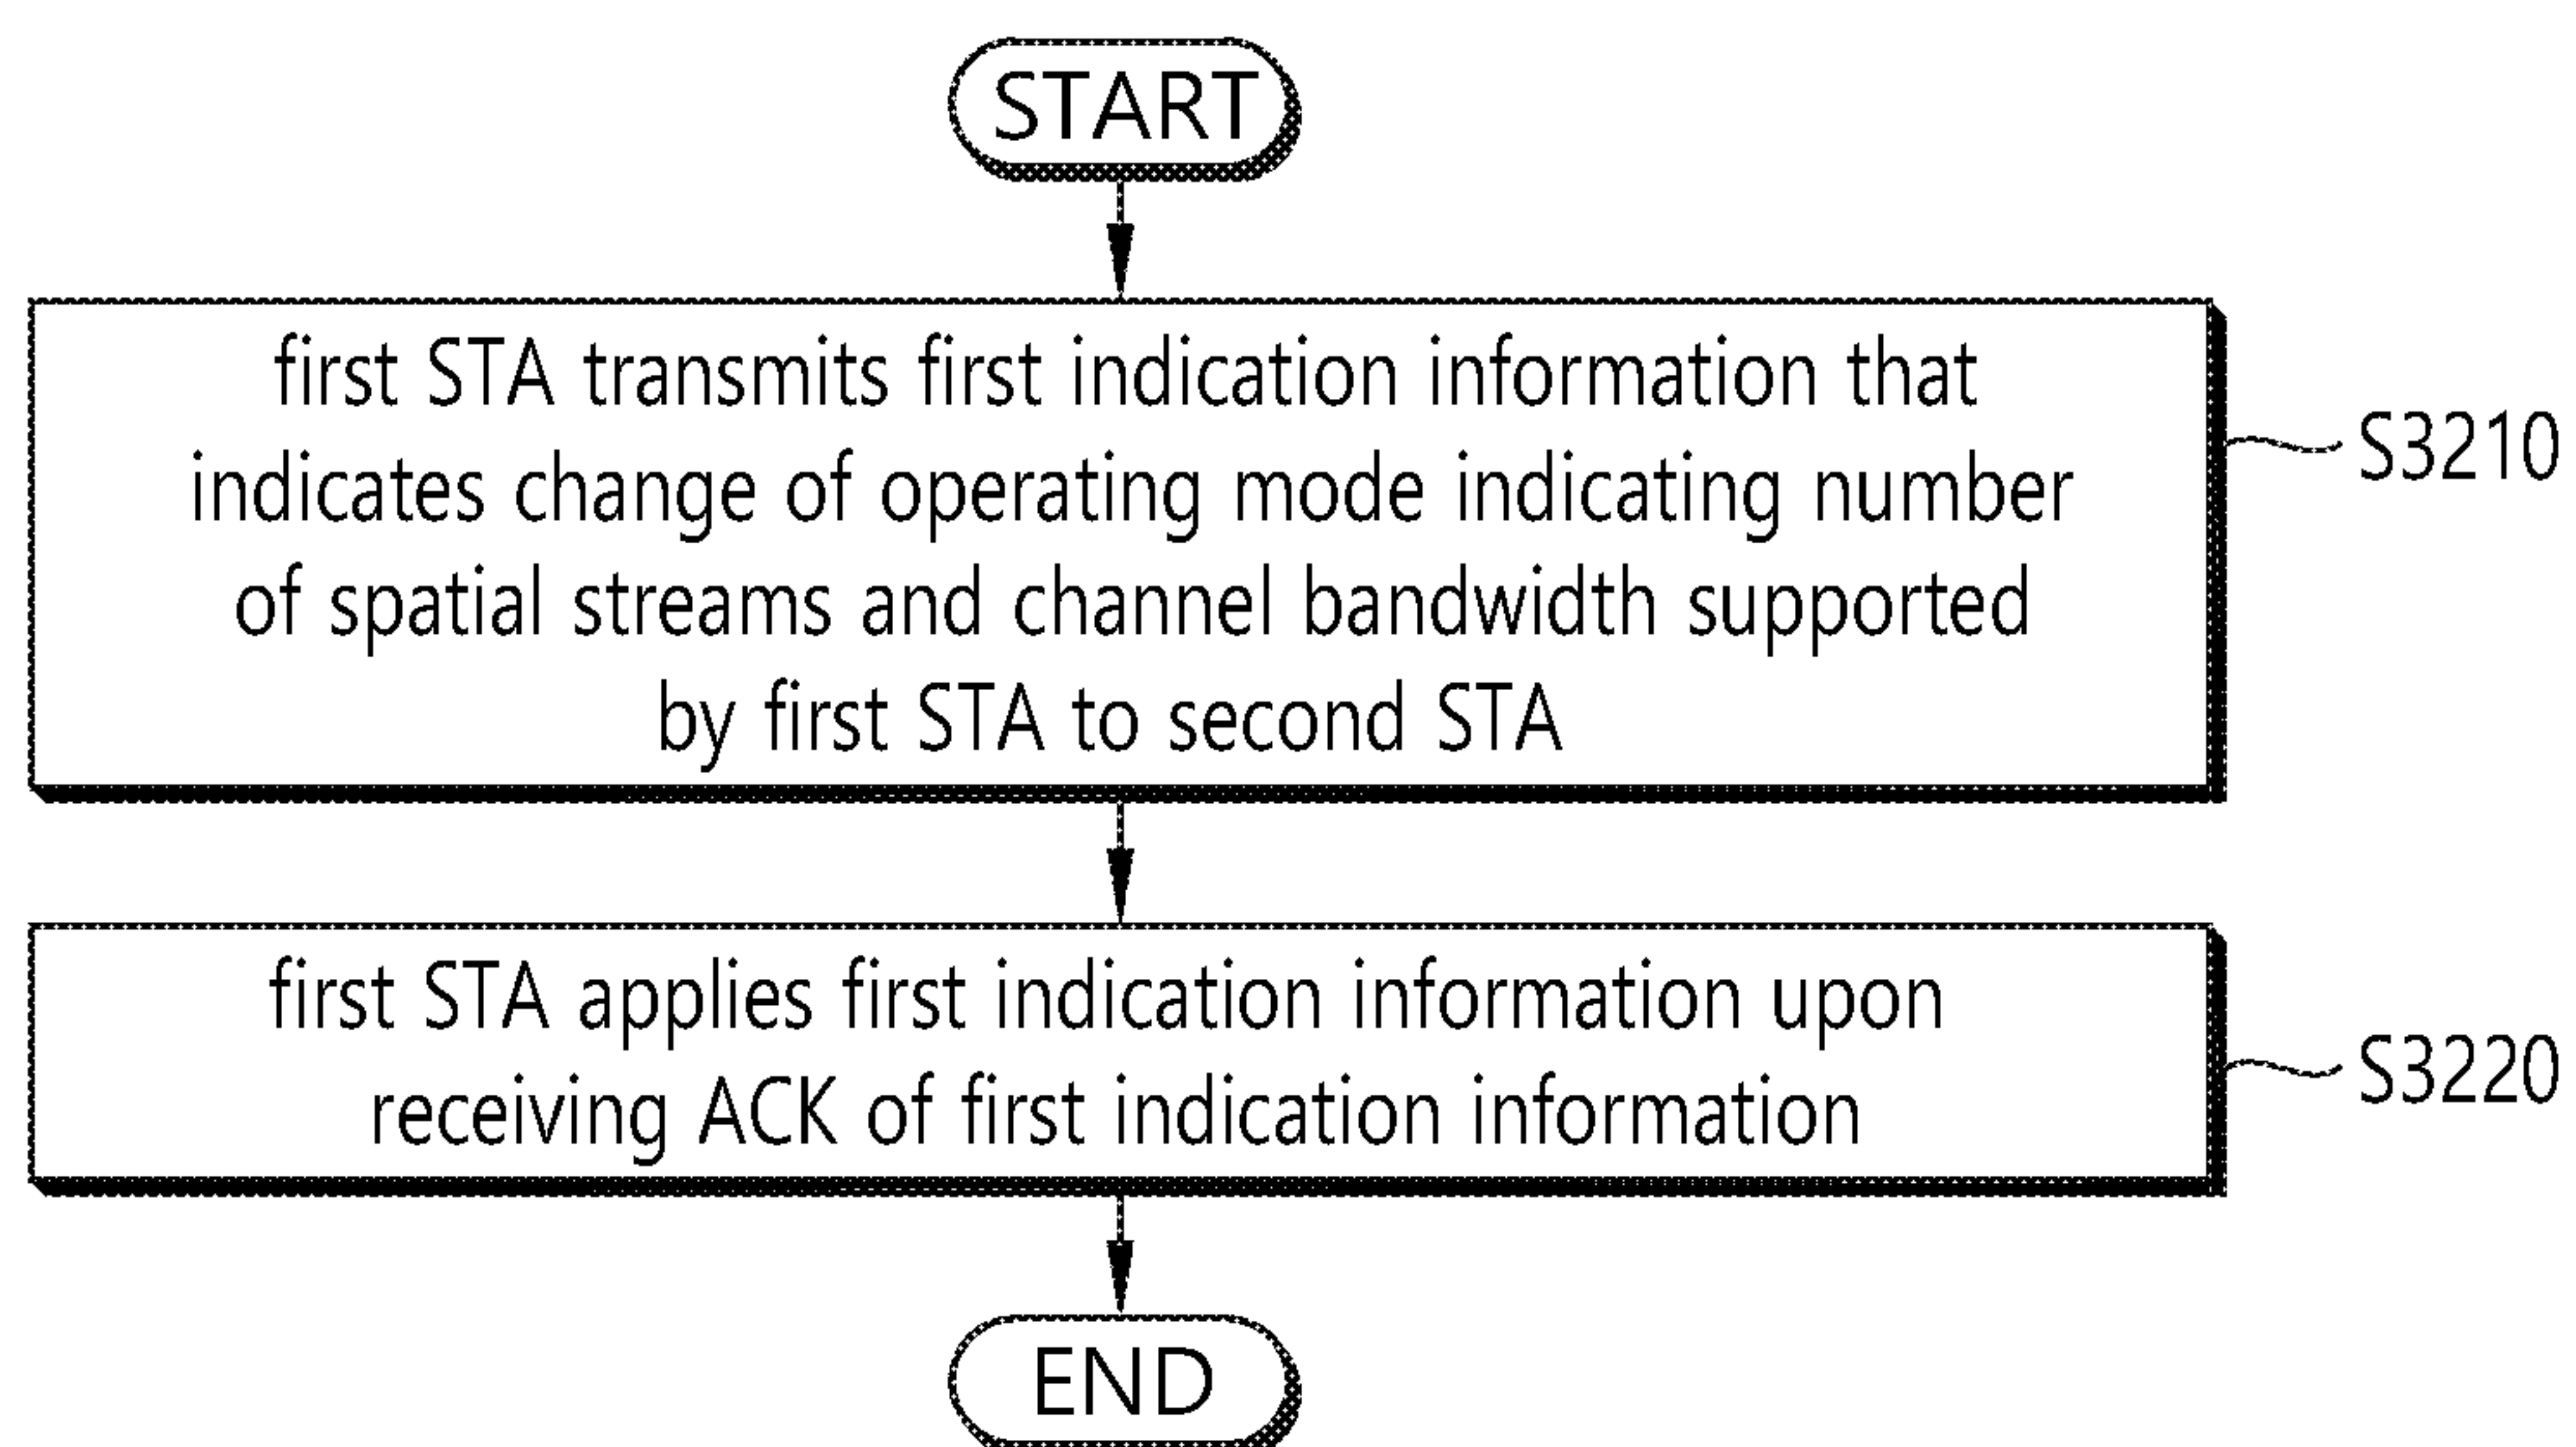 START
first STA transmits first indication information that
indicates change of operating mode indicating number
of spatial streams and channel bandwidth supported
by first STA to second STA
S3210
first STA applies first indication information upon
receiving ACK of first indication information
S3220
END